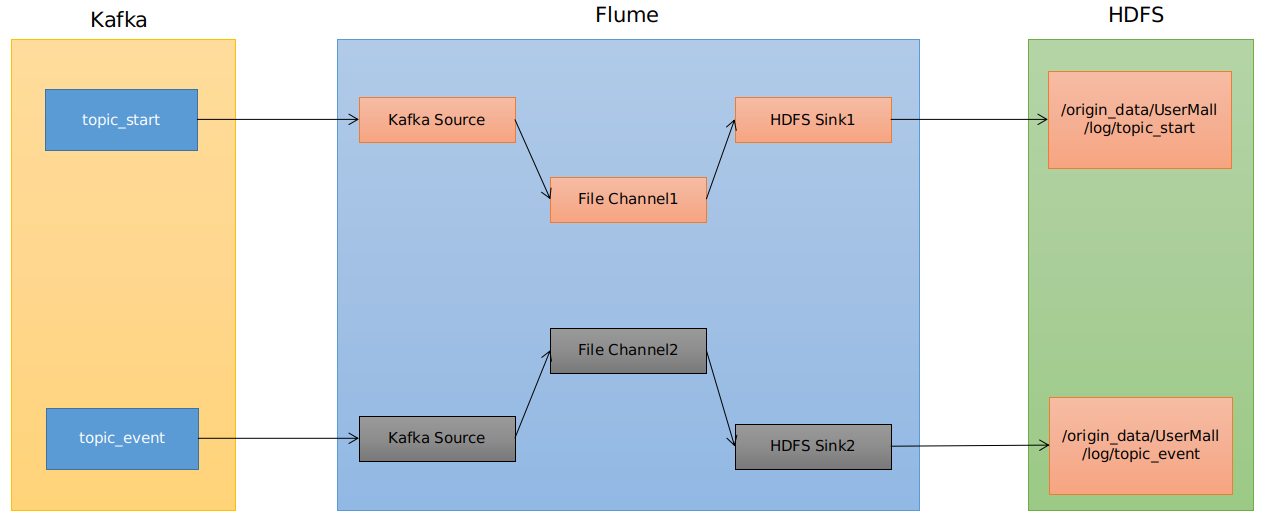 Kafka
Flume
HDFS
topic_start
Kafka Source
HDFS Sink1
/origin_data/UserMall
/log/topic_start
File Channel1
File Channel2
topic_event
Kafka Source
HDFS Sink2
/origin_data/UserMall
/log/topic_event